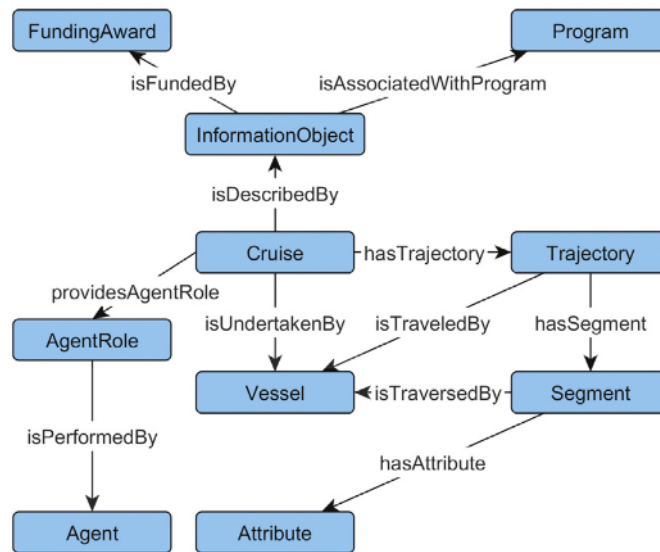 FundingAward
Program
isFundedBy
isAssociatedWithProgram
InformationObject
isDescribedBy
Cruise
hasTrajectory
Trajectory
providesAgentRole
isUndertakenBy
isTraveledBy
hasSegment
AgentRole
Vessel
isTraversedBy
Segment
isPerformedBy
hasAttribute
Agent
Attribute